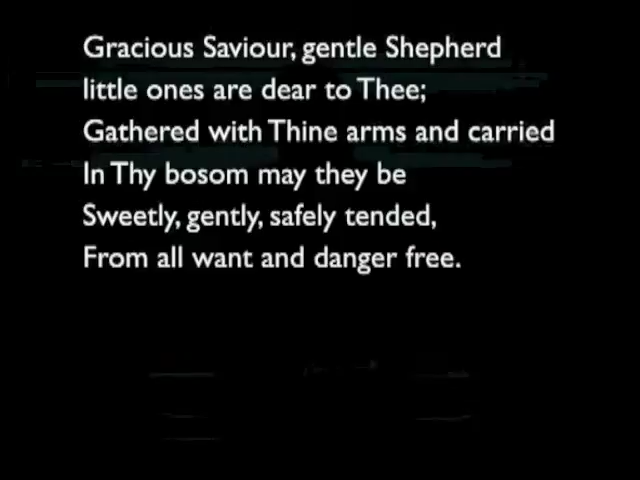 Gracious Saviour, gentle Shepherd
little ones are dear to Thee;
Gathered with Thine arms and carried
In Thy bosom may they be
Sweetly, gently, safely tended,
From all want and danger free.